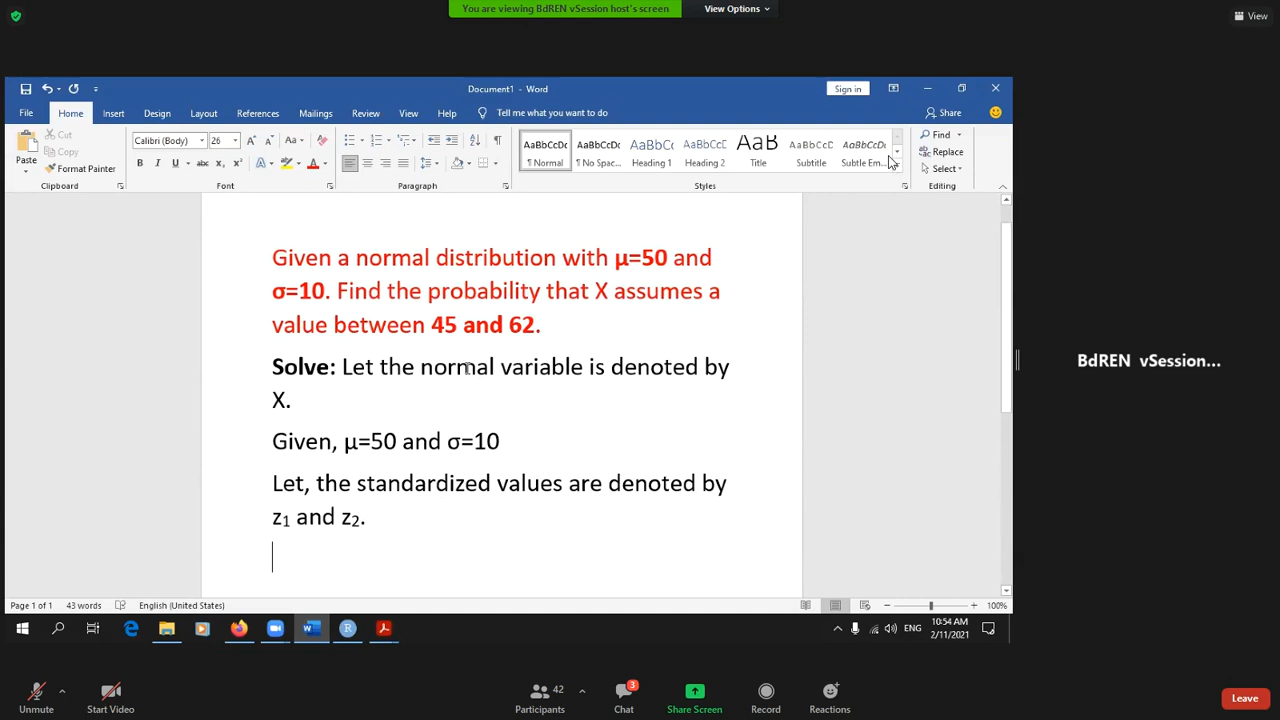 You are viewing BdREN vSession host's screen View Options
View
Document1 - Word Sign in
File Home Insert Design Layout References Mailings Review View Help Tell me what you want to do Share
Paste Cut Copy Format Painter Clipboard
Calibri (Body) 26 A A Aa B I U abc X₂ X² A A Font
Paragraph
AaBbCcDc AaBbCcDc AaBbC AaBbCcD AaB AaBbCcD AaBbCcDc
¶ Normal ¶ No Spac... Heading 1 Heading 2 Title Subtitle Subtle Em...
Styles
Find Replace Select Editing
Given a normal distribution with μ=50 and
σ=10. Find the probability that X assumes a
value between 45 and 62.
Solve: Let the normal variable is denoted by
X.
Given, μ=50 and σ=10
Let, the standardized values are denoted by
z₁ and z₂.
BdREN vSession...
Page 1 of 1 43 words English (United States) 100%
ENG 10:54 AM
2/11/2021
Unmute Start Video 42 Participants 3 Chat Share Screen Record Reactions Leave